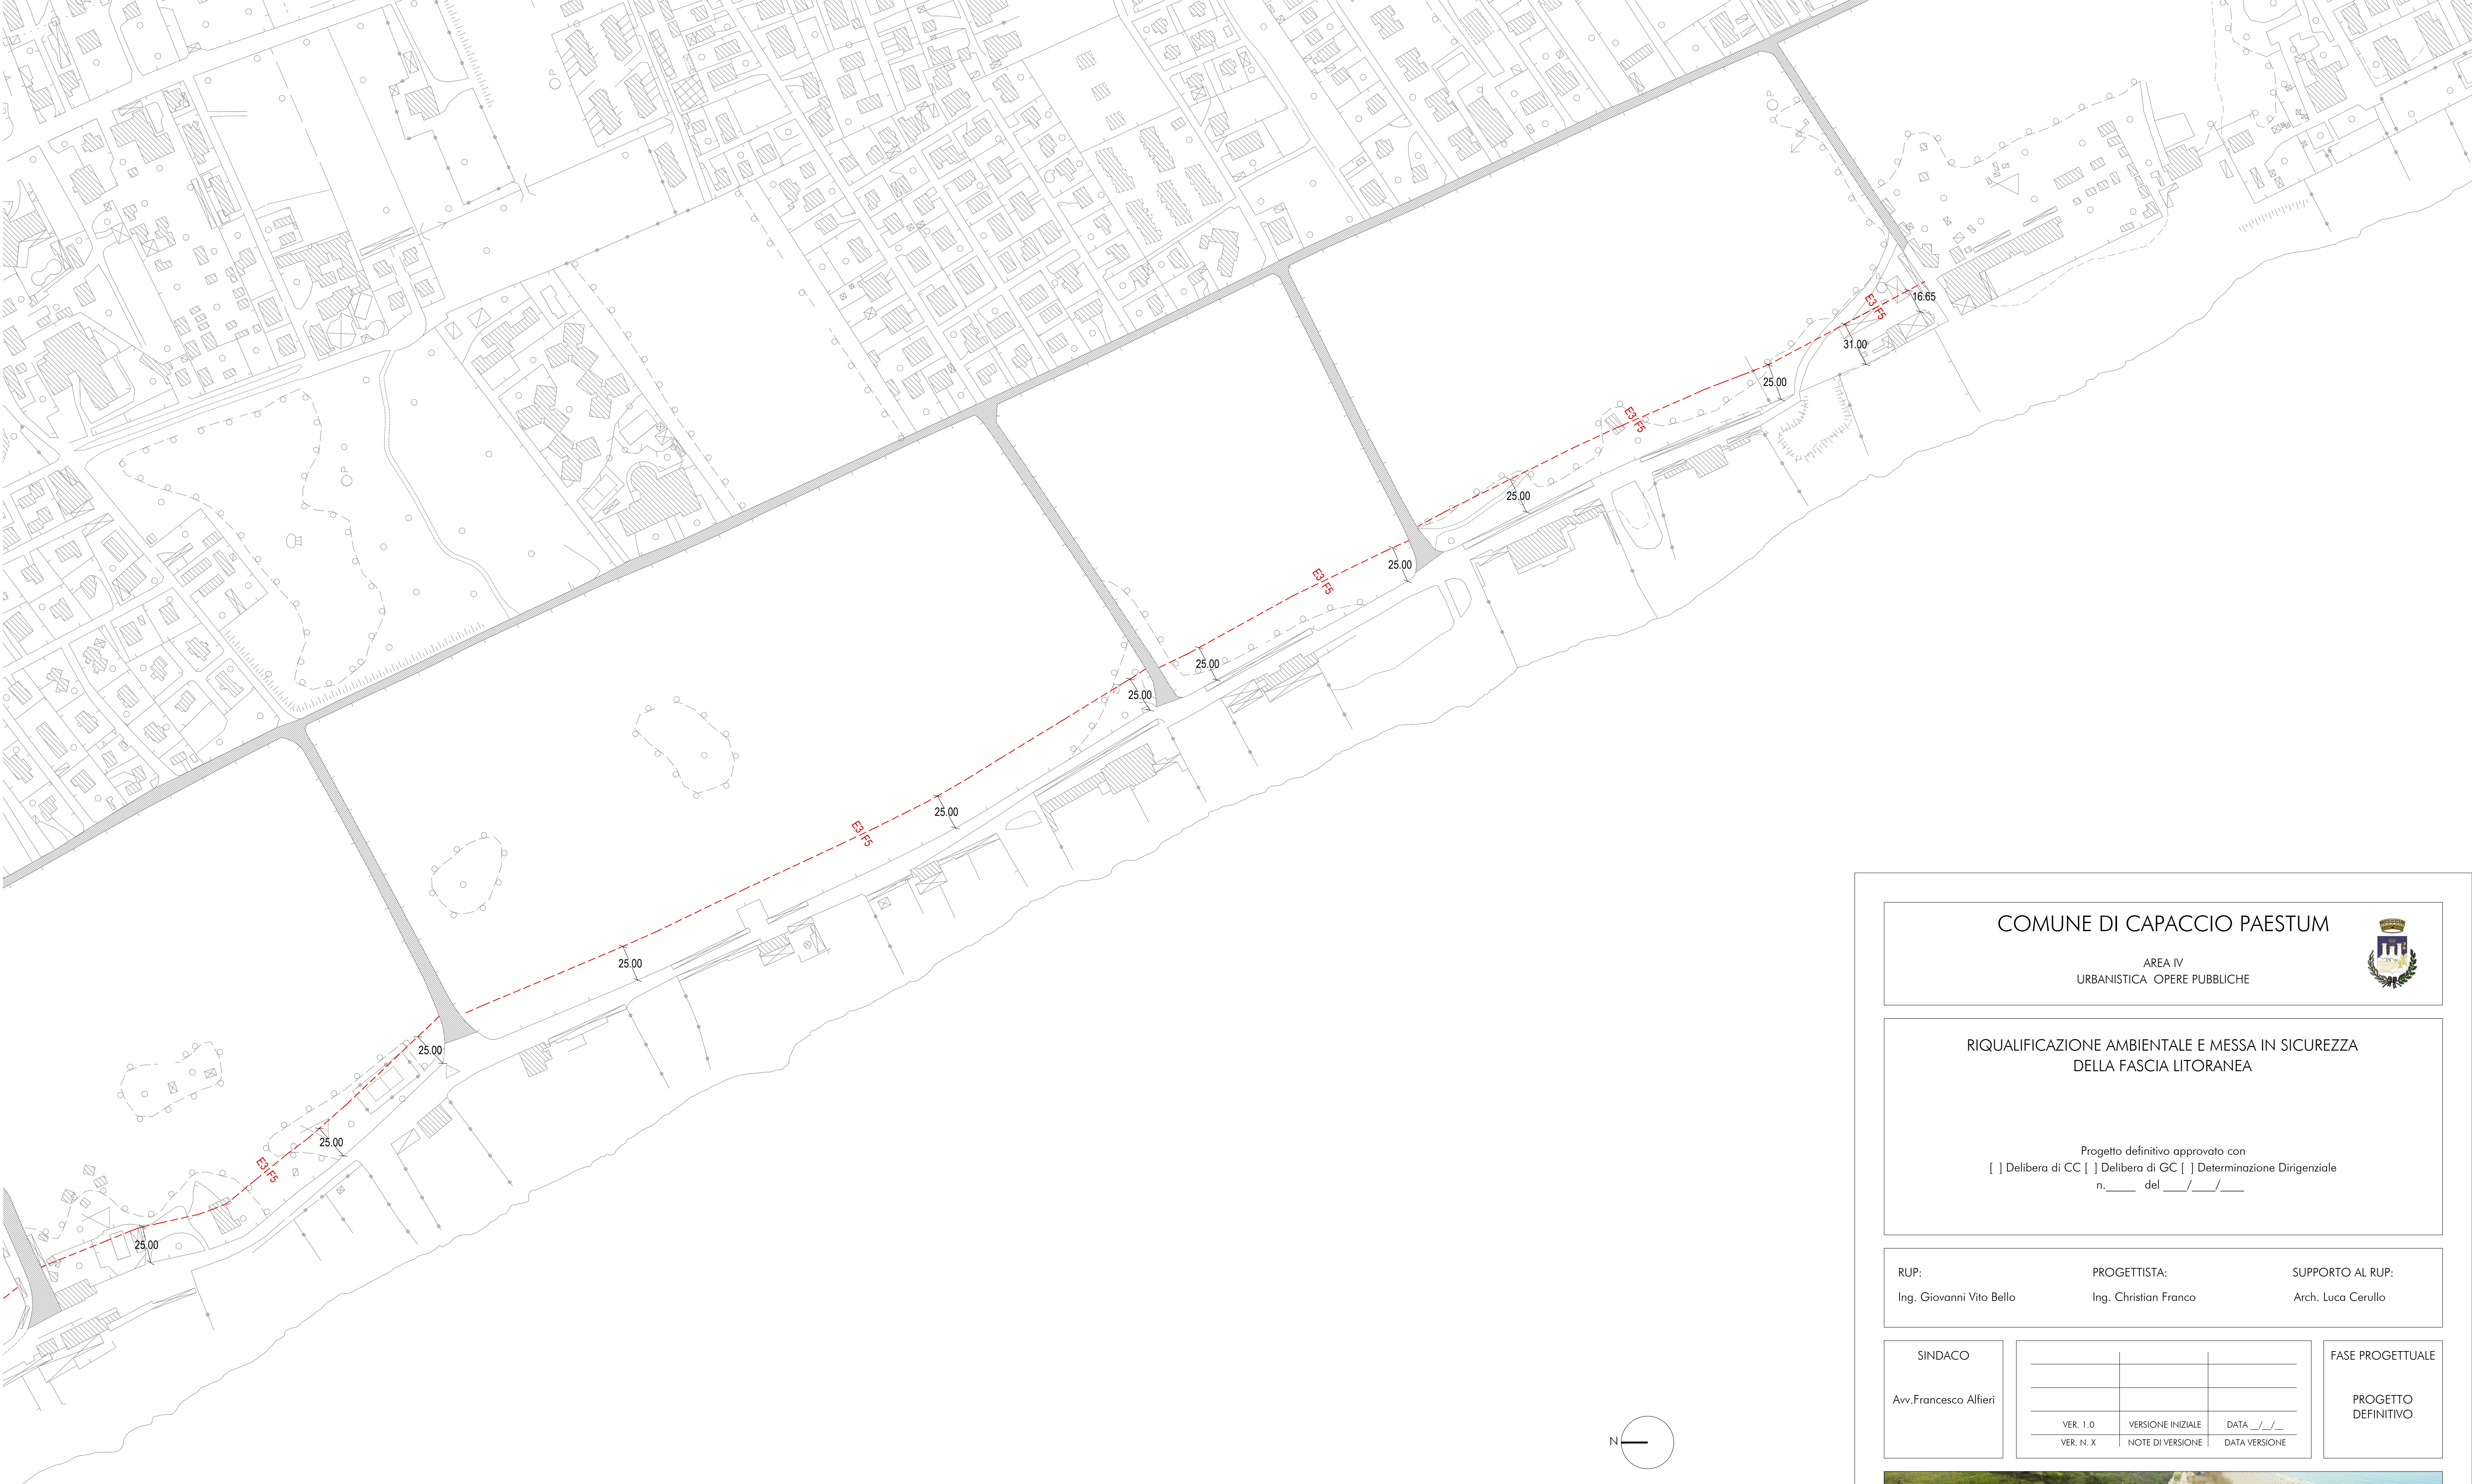 16.65
E3/F5
31.00
25.00
E3/F5
25.00
25.00
E3/F5
25.00
25.00
25.00
E3/F5
25.00
25.00
25.00
E3/F5
25.00
COMUNE DI CAPACCIO PAESTUM
AREA IV
URBANISTICA OPERE PUBBLICHE
RIQUALIFICAZIONE AMBIENTALE E MESSA IN SICUREZZA
DELLA FASCIA LITORANEA
Progetto definitivo approvato con
[ ] Delibera di CC [ ] Delibera di GC [ ] Determinazione Dirigenziale
n._____ del ____/____/____
RUP: PROGETTISTA: SUPPORTO AL RUP:
Ing. Giovanni Vito Bello Ing. Christian Franco Arch. Luca Cerullo
SINDACO
Avv.Francesco Alfieri
VER. 1.0 VERSIONE INIZIALE DATA __/__/__
VER. N. X NOTE DI VERSIONE DATA VERSIONE
FASE PROGETTUALE
PROGETTO
DEFINITIVO
N